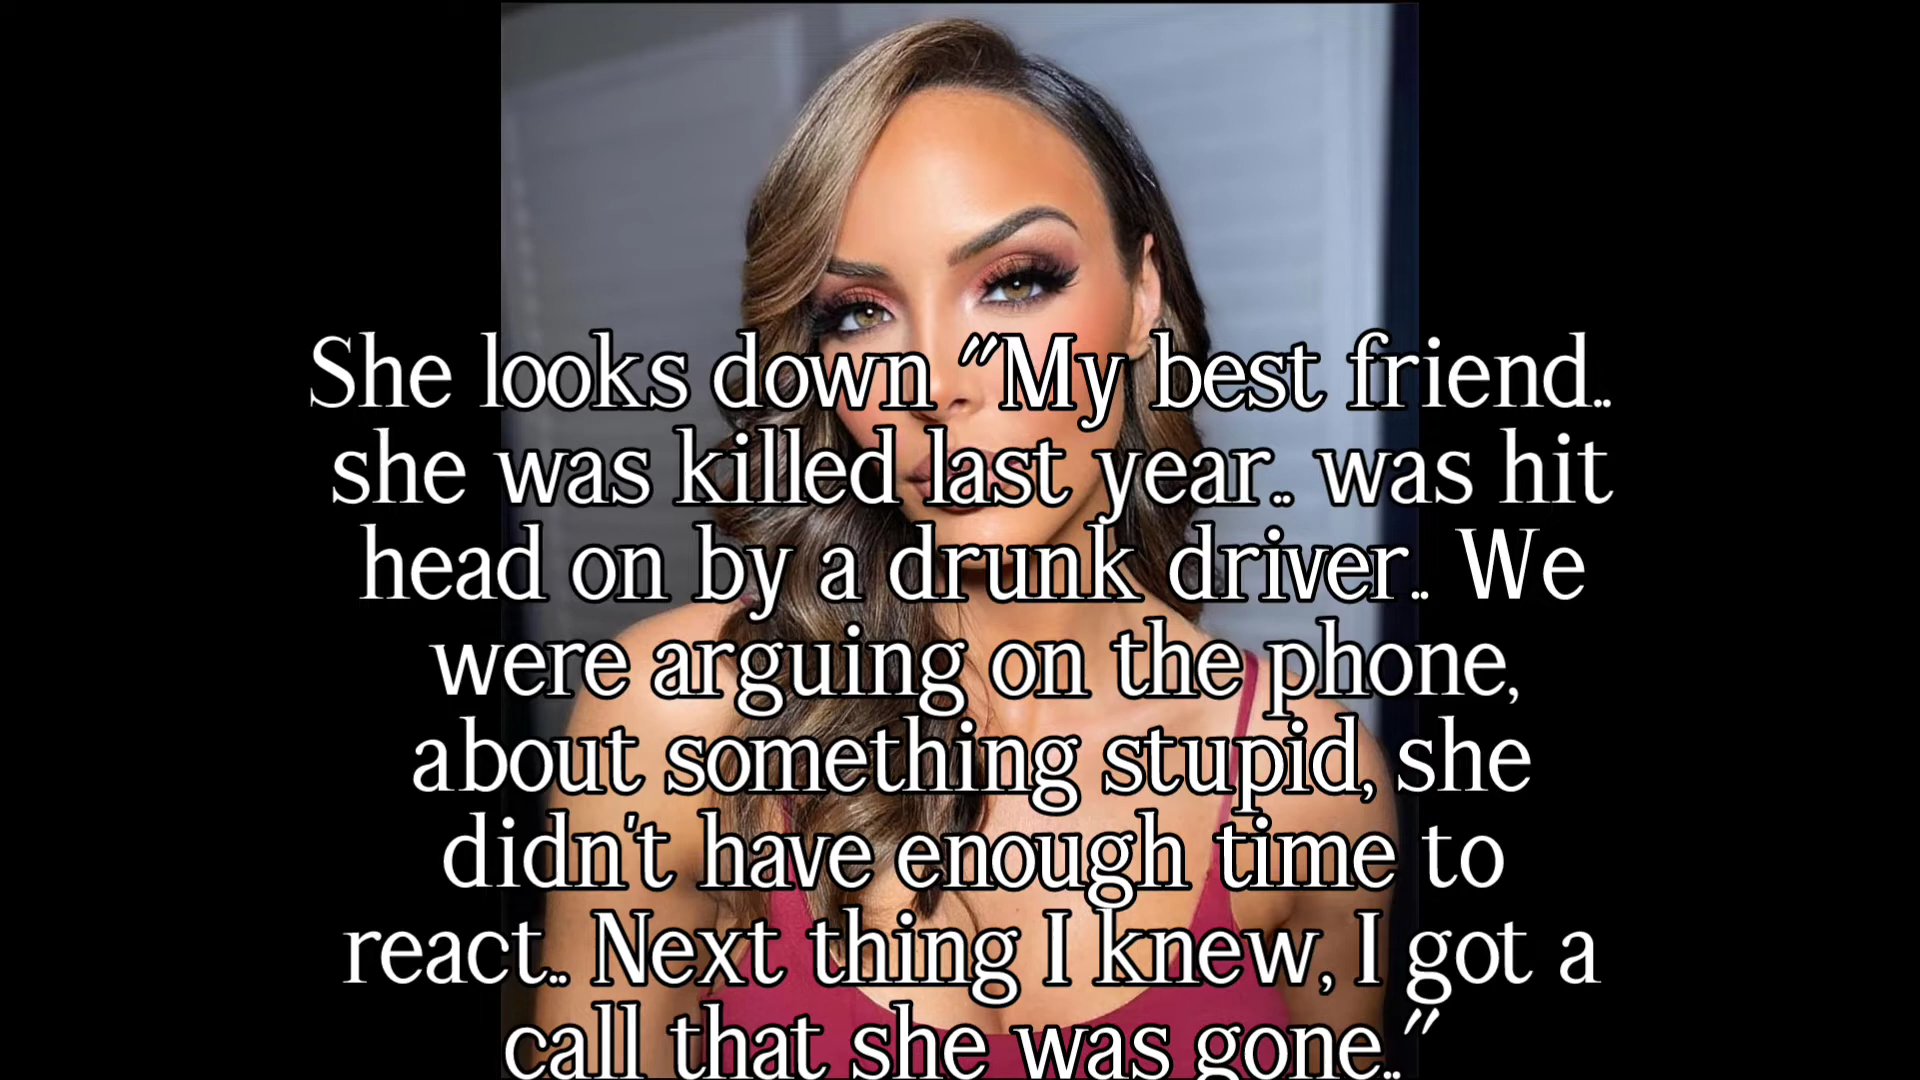 She looks down "My best friend..
she was killed last year.. was hit
head on by a drunk driver.. We
were arguing on the phone,
about something stupid, she
didn't have enough time to
react.. Next thing I knew, I got a
call that she was gone.."